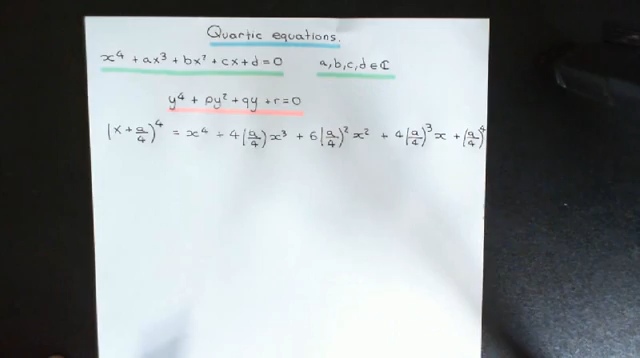 Quartic equations.
x⁴ + ax³ + bx² + cx + d = 0    a,b,c,d ∈ ℂ
y⁴ + py² + qy + r = 0
(x + a/4)⁴ = x⁴ + 4(a/4)x³ + 6(a/4)²x² + 4(a/4)³x + (a/4)⁴